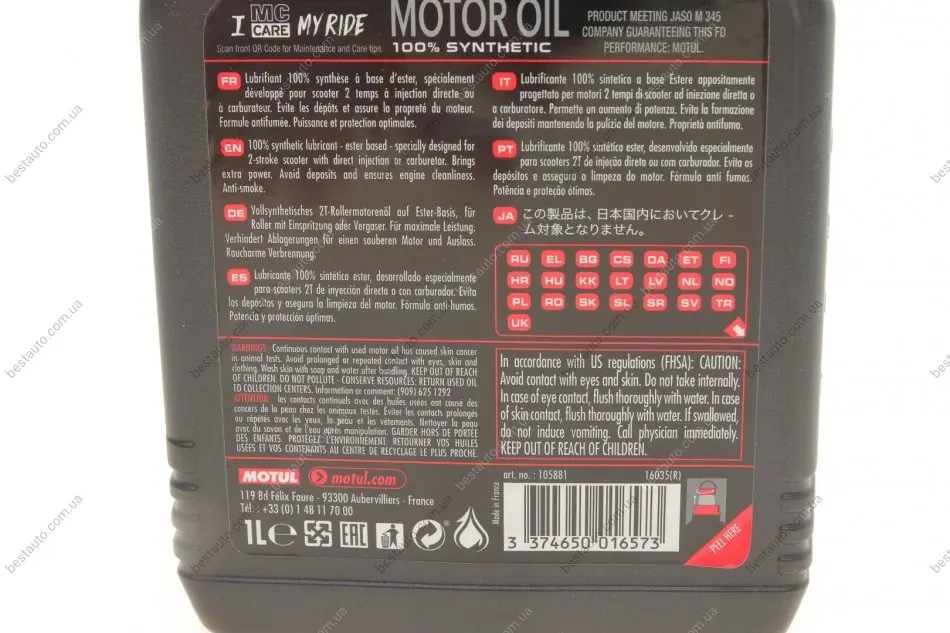 I MC CARE MY RIDE
Scan front QR Code for Maintenance and Care tips.
MOTOR OIL
100% SYNTHETIC
PRODUCT MEETING JASO M 345
COMPANY GUARANTEEING THIS FD
PERFORMANCE: MOTUL.
FR Lubrifiant 100% synthèse à base d'ester, spécialement
développé pour scooter 2 temps à injection directe ou
à carburateur. Evite les dépôts et assure la propreté du moteur.
Formule antifumée. Puissance et protection optimales.
EN 100% synthetic lubricant - ester based - specially designed for
2-stroke scooter with direct injection or carburetor. Brings
extra power. Avoid deposits and ensures engine cleanliness.
Anti-smoke.
DE Vollsynthetisches 2T-Rollermotorenöl auf Ester-Basis, für
Roller mit Einspritzung oder Vergaser. Für maximale Leistung.
Verhindert Ablagerungen für einen sauberen Motor und Auslass.
Raucharme Verbrennung.
ES Lubricante 100% sintético ester, desarrollado especialmente
para scooters 2T de inyección directa o con carburador. Evita
los depósitos y asegura la limpieza del motor. Fórmula anti-humos.
Potencia y protección óptimas.
IT Lubrificante 100% sintetico a base Estere appositamente
progettato per motori 2 tempi di scooter ad iniezione diretta o
a carburatore. Permette un aumento di potenza. Evita la formazione
dei depositi mantenendo la pulizia del motore. Proprietà antifumo.
PT Lubrificante 100% sintético ester, desenvolvido especialmente
para scooters 2T de injeção direta ou com carburador. Evita os
depósitos e assegura a limpeza do motor. Fórmula anti fumos.
Potência e proteção ótimas.
JA この製品は、日本国内においてクレ -
ム対象となりません。
RU EL BG CS DA ET FI
HR HU KK LT LV NL NO
PL RO SK SL SR SV TR
UK
WARNINGS: Continuous contact with used motor oil has caused skin cancer
in animal tests. Avoid prolonged or repeated contact with eyes, skin and
clothing. Wash skin with soap and water after handling. KEEP OUT OF REACH
OF CHILDREN. DO NOT POLLUTE - CONSERVE RESOURCES: RETURN USED OIL
TO COLLECTION CENTERS. Information or comment: (909) 625 1292
ATTENTION: les contacts continuels avec des huiles usées ont causé des
cancers de la peau chez les animaux testés. Eviter les contacts prolongés
ou répétés avec les yeux, la peau et les vêtements. Nettoyer la peau
avec du savon et de l'eau après manipulation. GARDER HORS DE PORTÉE
DES ENFANTS. PROTÉGEZ L'ENVIRONNEMENT. RETOURNER VOS HUILES
USÉES ET VOS CONTENANTS AU CENTRE DE RECYCLAGE LE PLUS PROCHE.
In accordance with US regulations (FHSA): CAUTION:
Avoid contact with eyes and skin. Do not take internally.
In case of eye contact, flush thoroughly with water. In case
of skin contact, flush thoroughly with water. If swallowed,
do not induce vomiting. Call physician immediately.
KEEP OUT OF REACH OF CHILDREN.
MOTUL motul.com
119 Bd Félix Faure - 93300 Aubervilliers - France
Tél. : +33 (0) 1 48 11 70 00
1L℮ EAC
Made in France
art. no. : 105881 16035(R)
3 374650 016573
PEEL HERE
bestauto.com.ua